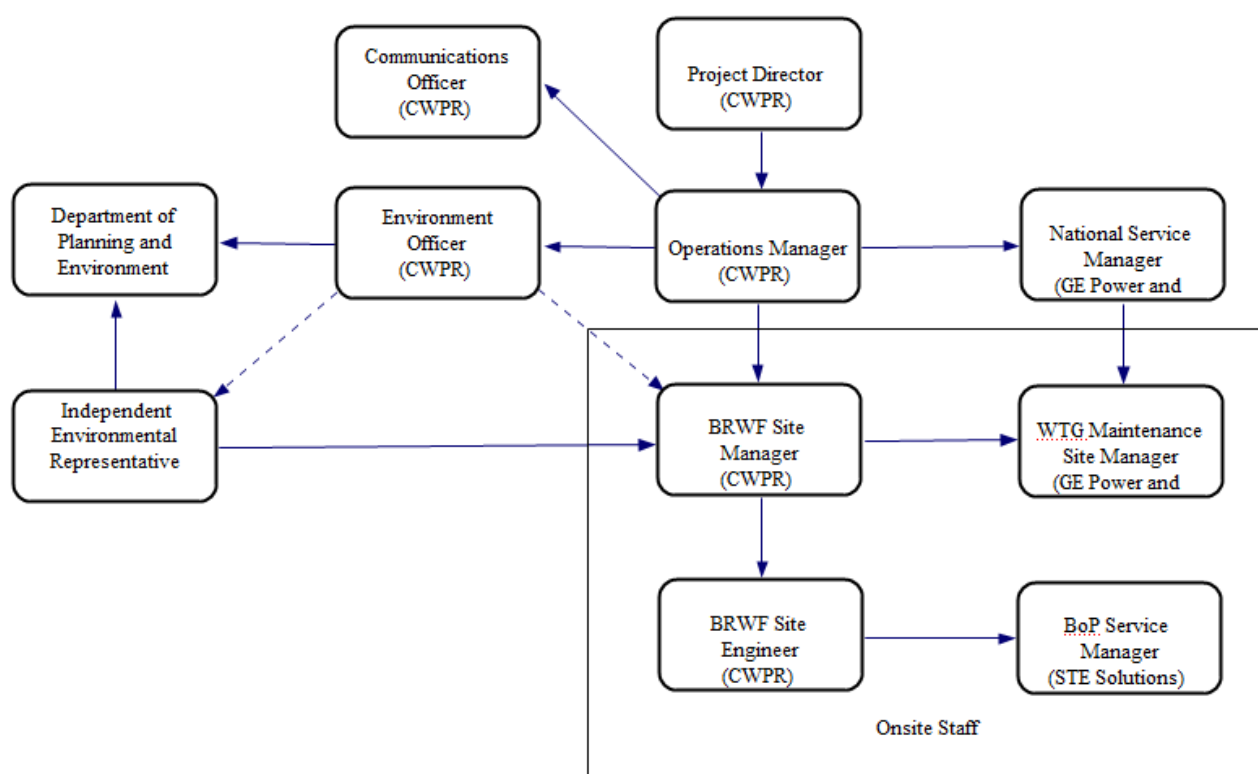 Communications
Officer
(CWPR)
Project Director
(CWPR)
Department of
Planning and
Environment
Environment
Officer
(CWPR)
Operations Manager
(CWPR)
National Service
Manager
(GE Power and
Independent
Environmental
Representative
BRWF Site
Manager
(CWPR)
WTG Maintenance
Site Manager
(GE Power and
BRWF Site
Engineer
(CWPR)
BoP Service
Manager
(STE Solutions)
Onsite Staff